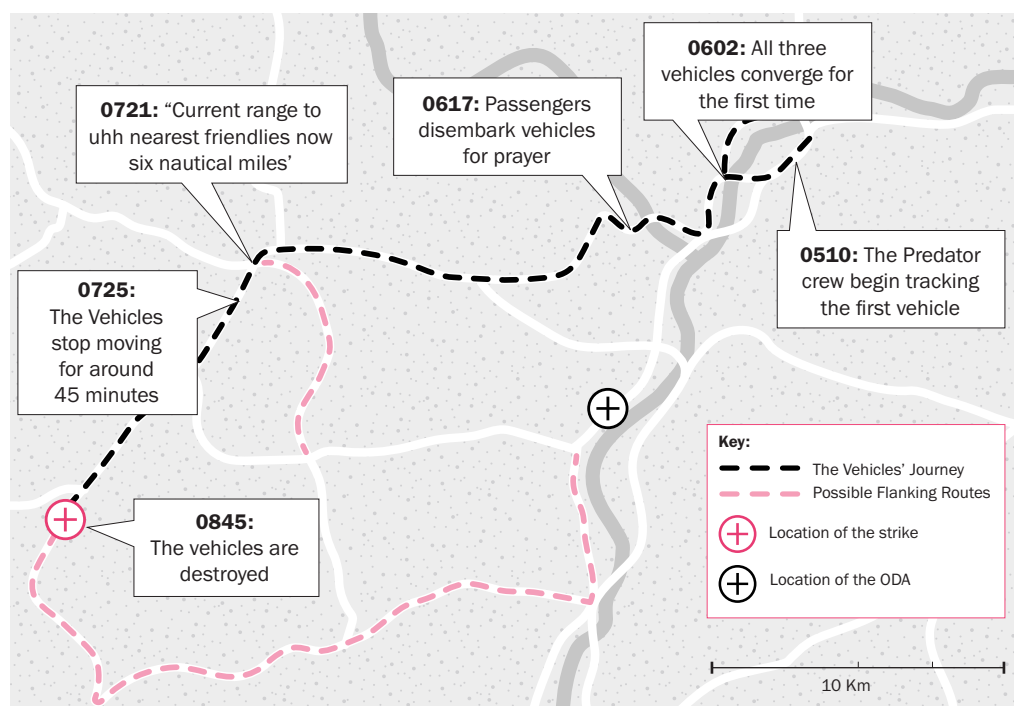 0602: All three
vehicles converge for
the first time
0617: Passengers
disembark vehicles
for prayer
0721: “Current range to
uhh nearest friendlies now
six nautical miles’
0510: The Predator
crew begin tracking
the first vehicle
0725:
The Vehicles
stop moving
for around
45 minutes
0845:
The vehicles are
destroyed
Key:
The Vehicles’ Journey
Possible Flanking Routes
Location of the strike
Location of the ODA
10 Km